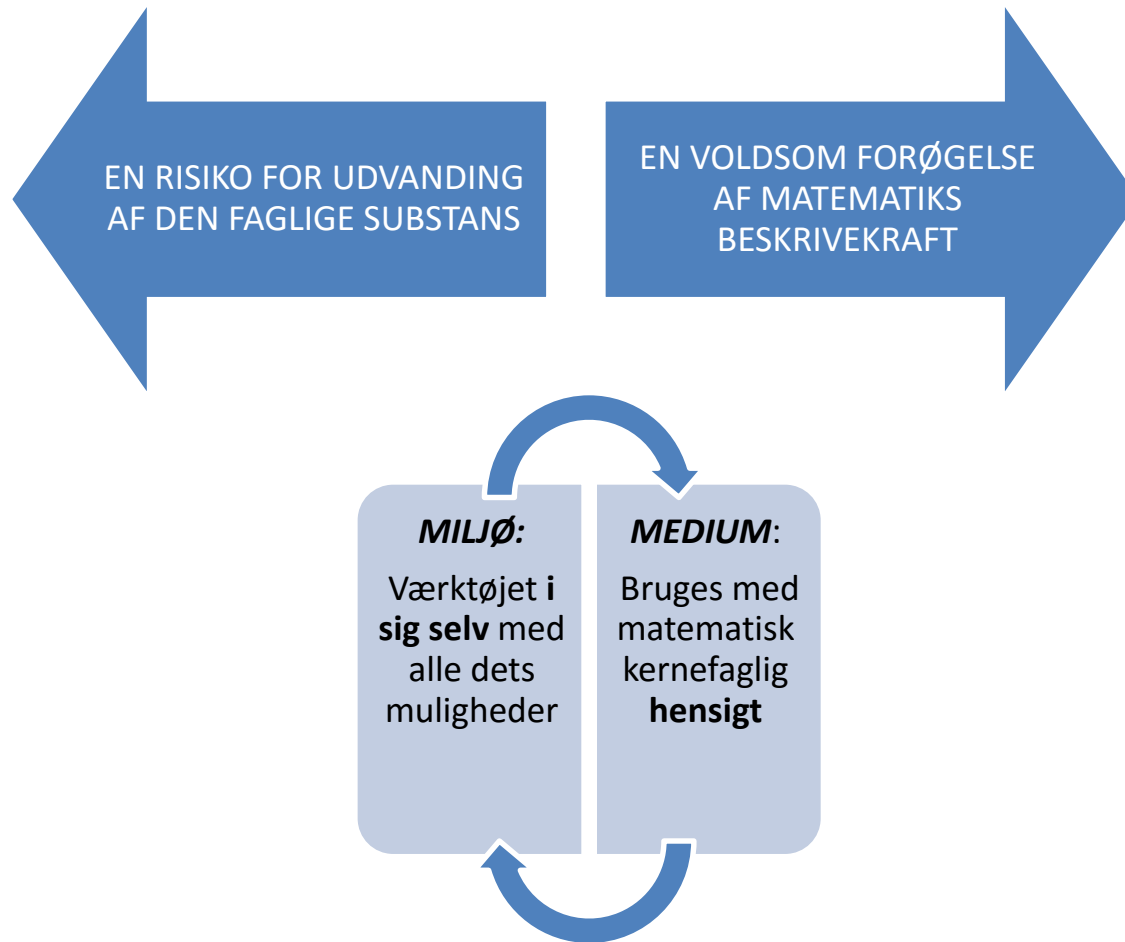 EN RISIKO FOR UDVANDING
AF DEN FAGLIGE SUBSTANS
EN VOLDSOM FORØGELSE
AF MATEMATIKS
BESKRIVEKRAFT
MILJØ:
Værktøjet i
sig selv med
alle dets
muligheder
MEDIUM:
Bruges med
matematisk
kernefaglig
hensigt